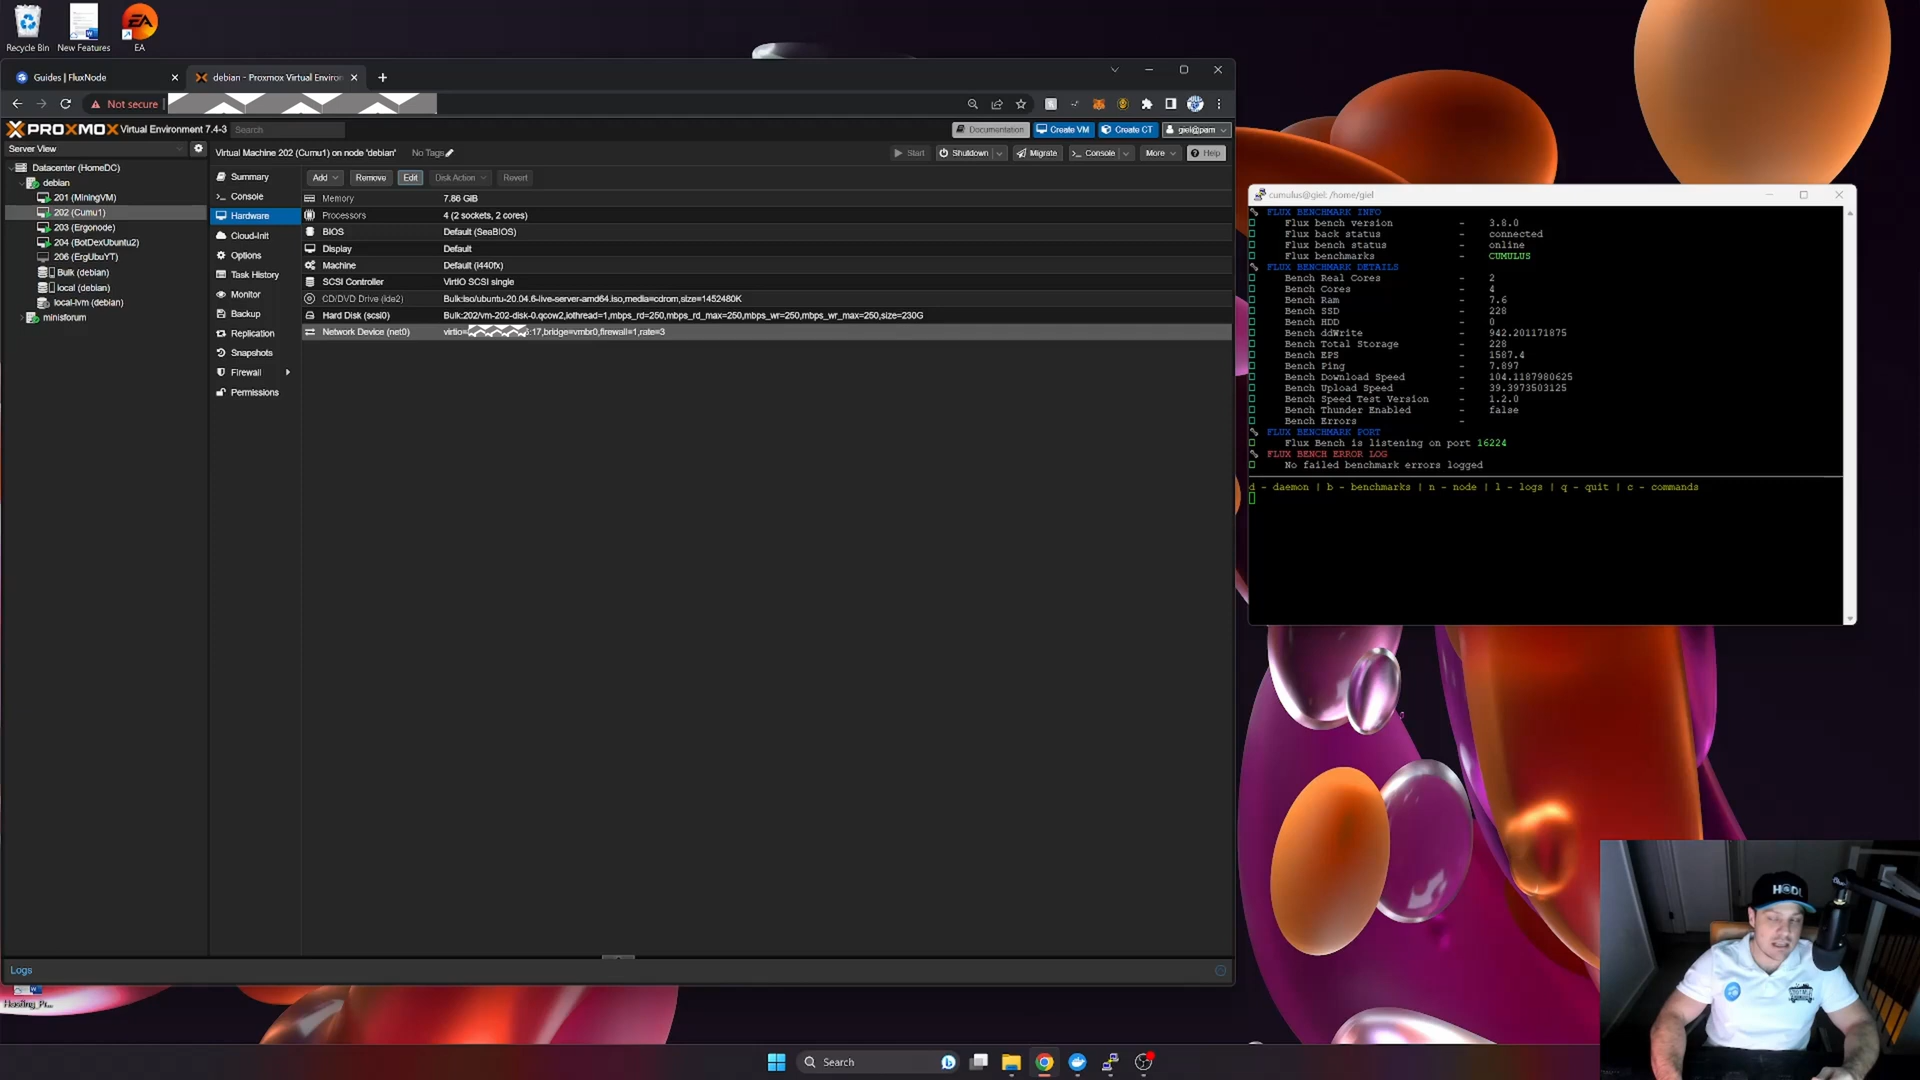 Recycle Bin
New Features
EA
Guides | FluxNode
debian - Proxmox Virtual Environ
Not secure
PROXMOX Virtual Environment 7.4-3
Search
Documentation
Create VM
Create CT
giel@pam
Server View
Virtual Machine 202 (Cumu1) on node 'debian'
No Tags
Start
Shutdown
Migrate
Console
More
Help
Datacenter (HomeDC)
debian
201 (MiningVM)
202 (Cumu1)
203 (Ergonode)
204 (BotDexUbuntu2)
206 (ErgUbuYT)
Bulk (debian)
local (debian)
local-lvm (debian)
minisforum
Summary
Console
Hardware
Cloud-Init
Options
Task History
Monitor
Backup
Replication
Snapshots
Firewall
Permissions
Add
Remove
Edit
Disk Action
Revert
Memory 7.86 GiB
Processors 4 (2 sockets, 2 cores)
BIOS Default (SeaBIOS)
Display Default
Machine Default (i440fx)
SCSI Controller VirtIO SCSI single
CD/DVD Drive (ide2) Bulk:iso/ubuntu-20.04.6-live-server-amd64.iso,media=cdrom,size=1452480K
Hard Disk (scsi0) Bulk:202/vm-202-disk-0.qcow2,iothread=1,mbps_rd=250,mbps_rd_max=250,mbps_wr=250,mbps_wr_max=250,size=230G
Network Device (net0) virtio= :17,bridge=vmbr0,firewall=1,rate=3
Logs
cumulus@giel: /home/giel
FLUX BENCHMARK INFO
Flux bench version - 3.8.0
Flux back status - connected
Flux bench status - online
Flux benchmarks - CUMULUS
FLUX BENCHMARK DETAILS
Bench Real Cores - 2
Bench Cores - 4
Bench Ram - 7.6
Bench SSD - 228
Bench HDD - 0
Bench ddWrite - 942.201171875
Bench Total Storage - 228
Bench EPS - 1587.4
Bench Ping - 7.897
Bench Download Speed - 104.1187980625
Bench Upload Speed - 39.3973503125
Bench Speed Test Version - 1.2.0
Bench Thunder Enabled - false
Bench Errors -
FLUX BENCHMARK PORT
Flux Bench is listening on port 16224
FLUX BENCH ERROR LOG
No failed benchmark errors logged
d - daemon | b - benchmarks | n - node | l - logs | q - quit | c - commands
Hosting_Pr...
HODL
Search